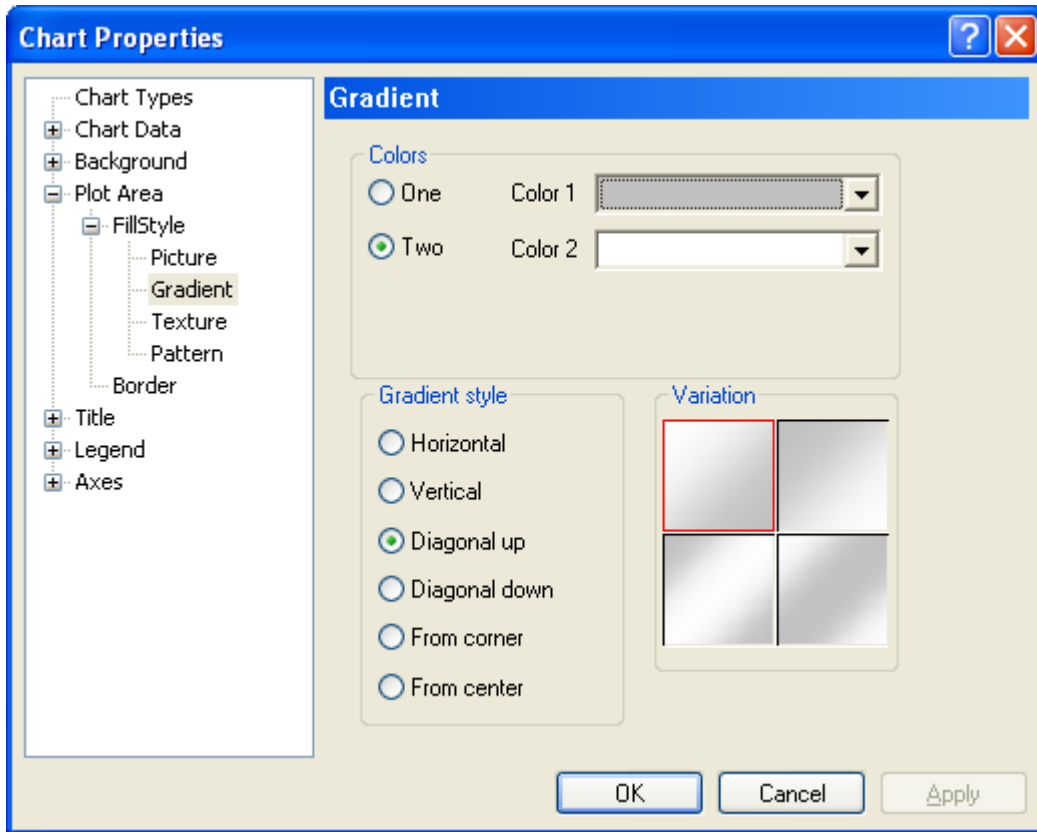 Chart Properties
Chart Types
Chart Data
Background
Plot Area
FillStyle
Picture
Gradient
Texture
Pattern
Border
Title
Legend
Axes
Gradient
Colors
One Color 1
Two Color 2
Gradient style
Horizontal
Vertical
Diagonal up
Diagonal down
From corner
From center
Variation
OK Cancel Apply